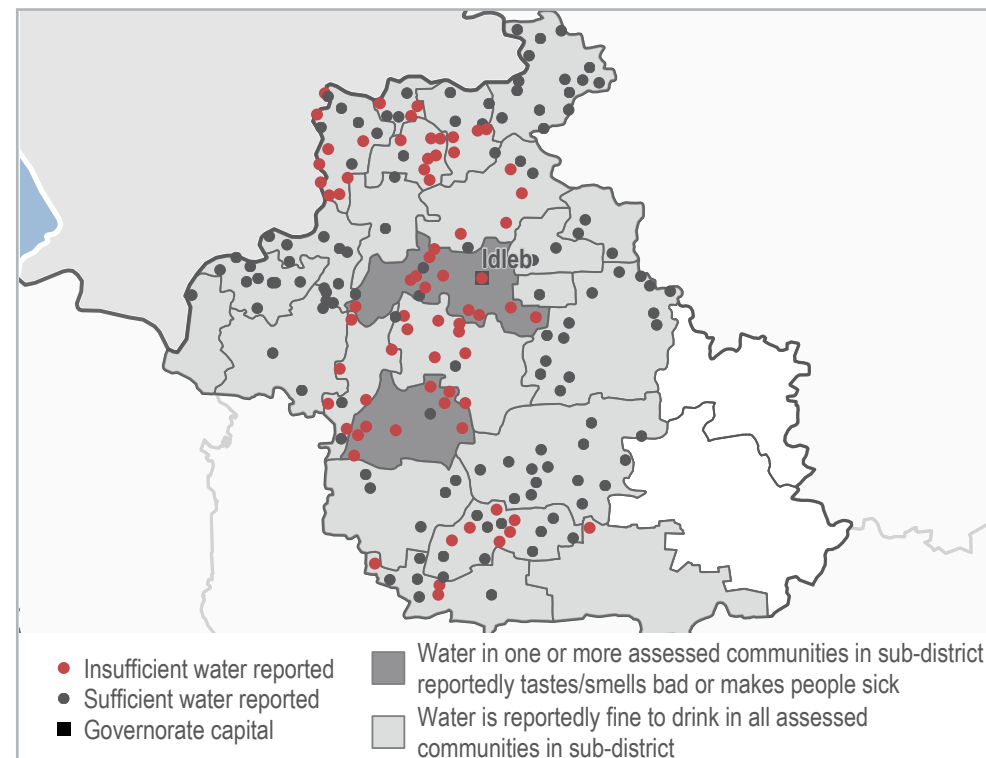 Idleb
Insufficient water reported
Sufficient water reported
Governorate capital
Water in one or more assessed communities in sub-district
reportedly tastes/smells bad or makes people sick
Water is reportedly fine to drink in all assessed
communities in sub-district